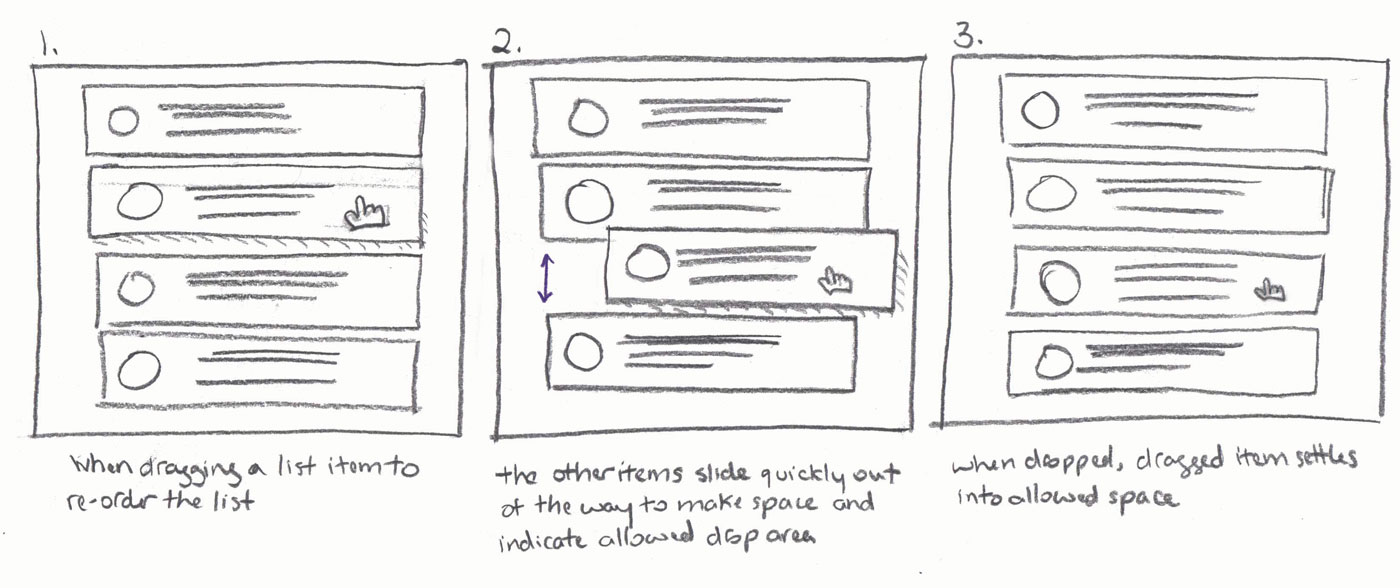 1.
when dragging a list item to
re-order the list
2.
the other items slide quickly out
of the way to make space and
indicate allowed drop area
3.
when dropped, dragged item settles
into allowed space